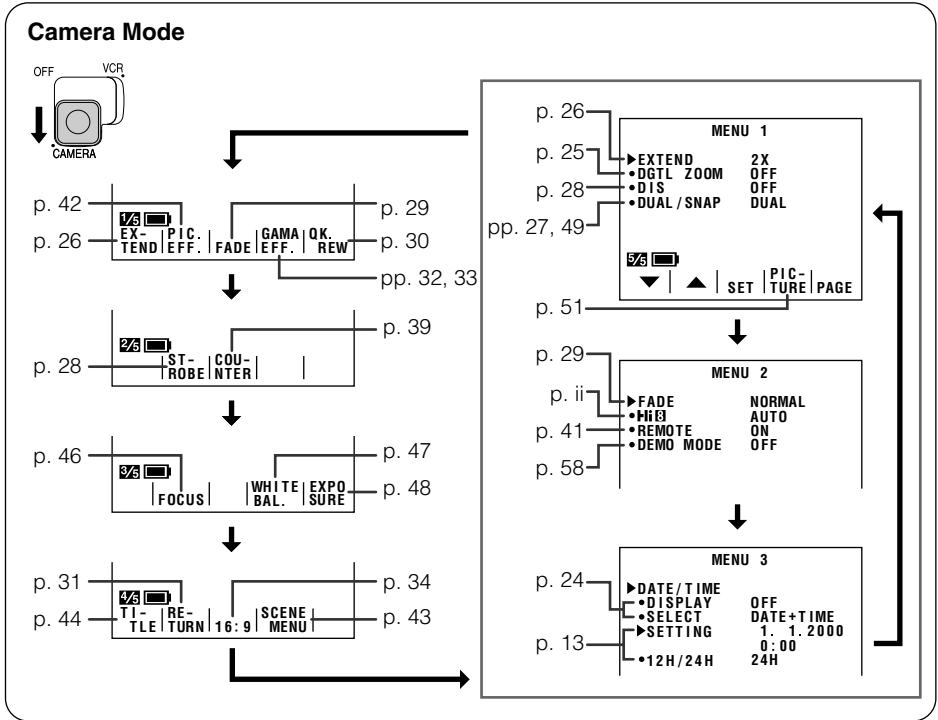 Camera Mode
OFF
VCR
CAMERA
p. 42
p. 26
1/5
EX-TEND | PIC. EFF. | FADE | GAMA EFF. | QK. REW
p. 29
p. 30
pp. 32, 33
2/5
p. 28
ST-ROBE | COU-NTER
p. 39
p. 46
3/5
FOCUS | WHITE BAL. | EXPO SURE
p. 47
p. 48
p. 31
p. 44
4/5
TI-TLE | RE-TURN | 16:9 | SCENE MENU
p. 34
p. 43
MENU 1
p. 26 ▶EXTEND 2X
p. 25 •DGTL ZOOM OFF
p. 28 •DIS OFF
pp. 27, 49 •DUAL/SNAP DUAL
5/5
▼ | ▲ | SET | PIC-TURE | PAGE
p. 51
MENU 2
p. 29 ▶FADE NORMAL
p. ii •Hi8 AUTO
p. 41 •REMOTE ON
p. 58 •DEMO MODE OFF
MENU 3
▶DATE/TIME
p. 24 •DISPLAY OFF
•SELECT DATE+TIME
p. 13 ▶SETTING 1. 1.2000
0:00
•12H/24H 24H